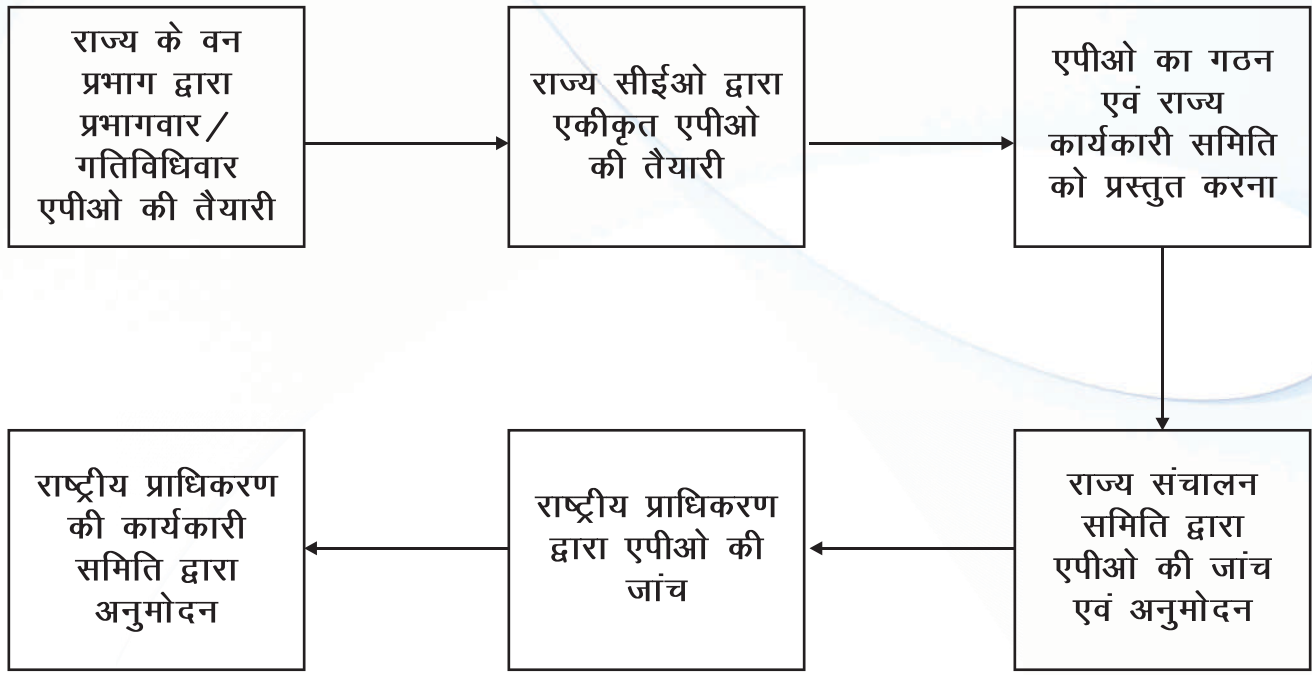 राज्य के वन
प्रभाग द्वारा
प्रभागवार/
गतिविधिवार
एपीओ की तैयारी
राज्य सीईओ द्वारा
एकीकृत एपीओ
की तैयारी
एपीओ का गठन
एवं राज्य
कार्यकारी समिति
को प्रस्तुत करना
राज्य संचालन
समिति द्वारा
एपीओ की जांच
एवं अनुमोदन
राष्ट्रीय प्राधिकरण
द्वारा एपीओ की
जांच
राष्ट्रीय प्राधिकरण
की कार्यकारी
समिति द्वारा
अनुमोदन